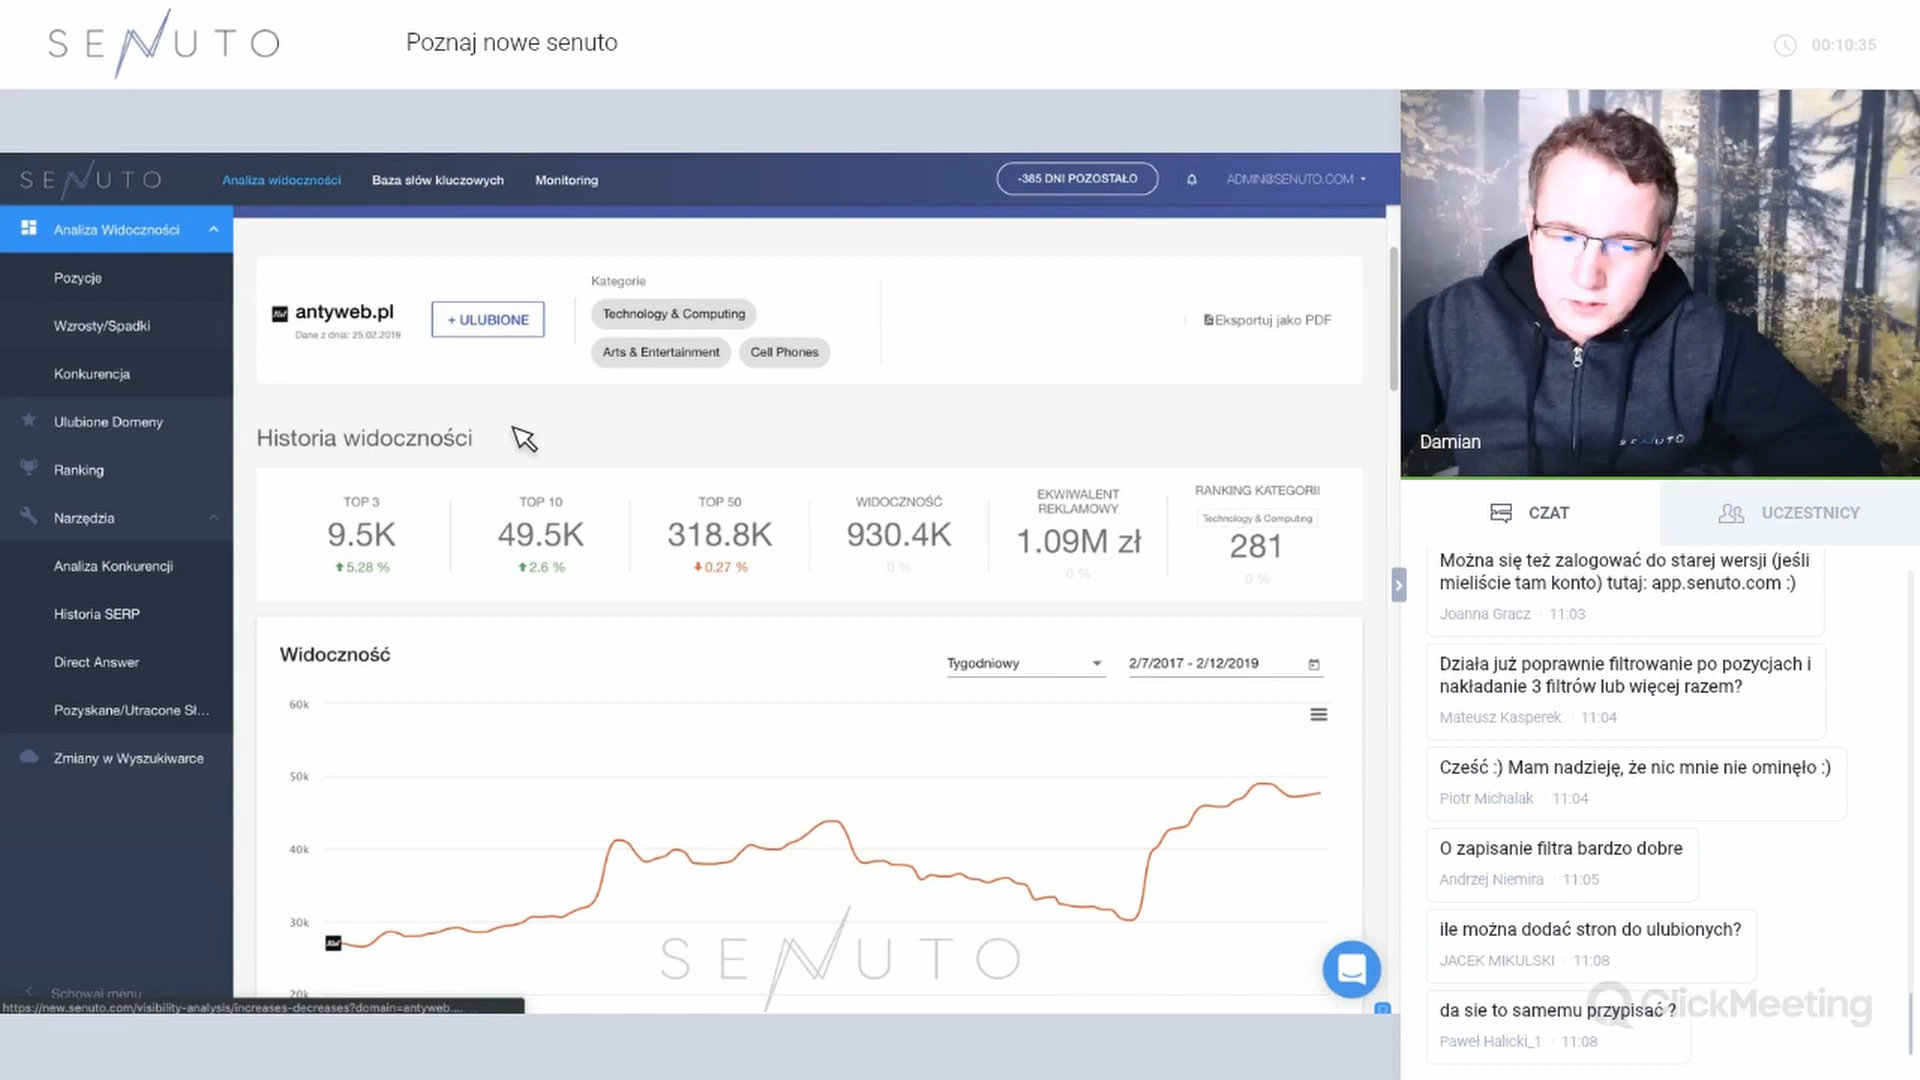 SENUTO
Poznaj nowe senuto
00:10:35
SENUTO
Analiza widoczności
Baza słów kluczowych
Monitoring
-385 DNI POZOSTAŁO
ADMIN@SENUTO.COM
Analiza Widoczności
Pozycje
Wzrosty/Spadki
Konkurencja
Ulubione Domeny
Ranking
Narzędzia
Analiza Konkurencji
Historia SERP
Direct Answer
Pozyskane/Utracone Sł...
Zmiany w Wyszukiwarce
Schowaj menu
https://new.senuto.com/visibility-analysis/increases-decreases?domain=antyweb....
antyweb.pl
Dane z dnia: 25.02.2019
+ ULUBIONE
Kategorie
Technology & Computing
Arts & Entertainment
Cell Phones
Eksportuj jako PDF
Historia widoczności
TOP 3
9.5K
5.28 %
TOP 10
49.5K
2.6 %
TOP 50
318.8K
0.27 %
WIDOCZNOŚĆ
930.4K
0 %
EKWIWALENT
REKLAMOWY
1.09M zł
0 %
RANKING KATEGORII
Technology & Computing
281
0 %
Widoczność
Tygodniowy
2/7/2017 - 2/12/2019
60k
50k
40k
30k
20k
SENUTO
Damian
SENUTO
CZAT
UCZESTNICY
Można się też zalogować do starej wersji (jeśli
mieliście tam konto) tutaj: app.senuto.com :)
Joanna Gracz 11:03
Działa już poprawnie filtrowanie po pozycjach i
nakładanie 3 filtrów lub więcej razem?
Mateusz Kasperek 11:04
Cześć :) Mam nadzieję, że nic mnie nie ominęło :)
Piotr Michalak 11:04
O zapisanie filtra bardzo dobre
Andrzej Niemira 11:05
ile można dodać stron do ulubionych?
JACEK MIKULSKI 11:08
da sie to samemu przypisać ?
Paweł Halicki_1 11:08
ClickMeeting